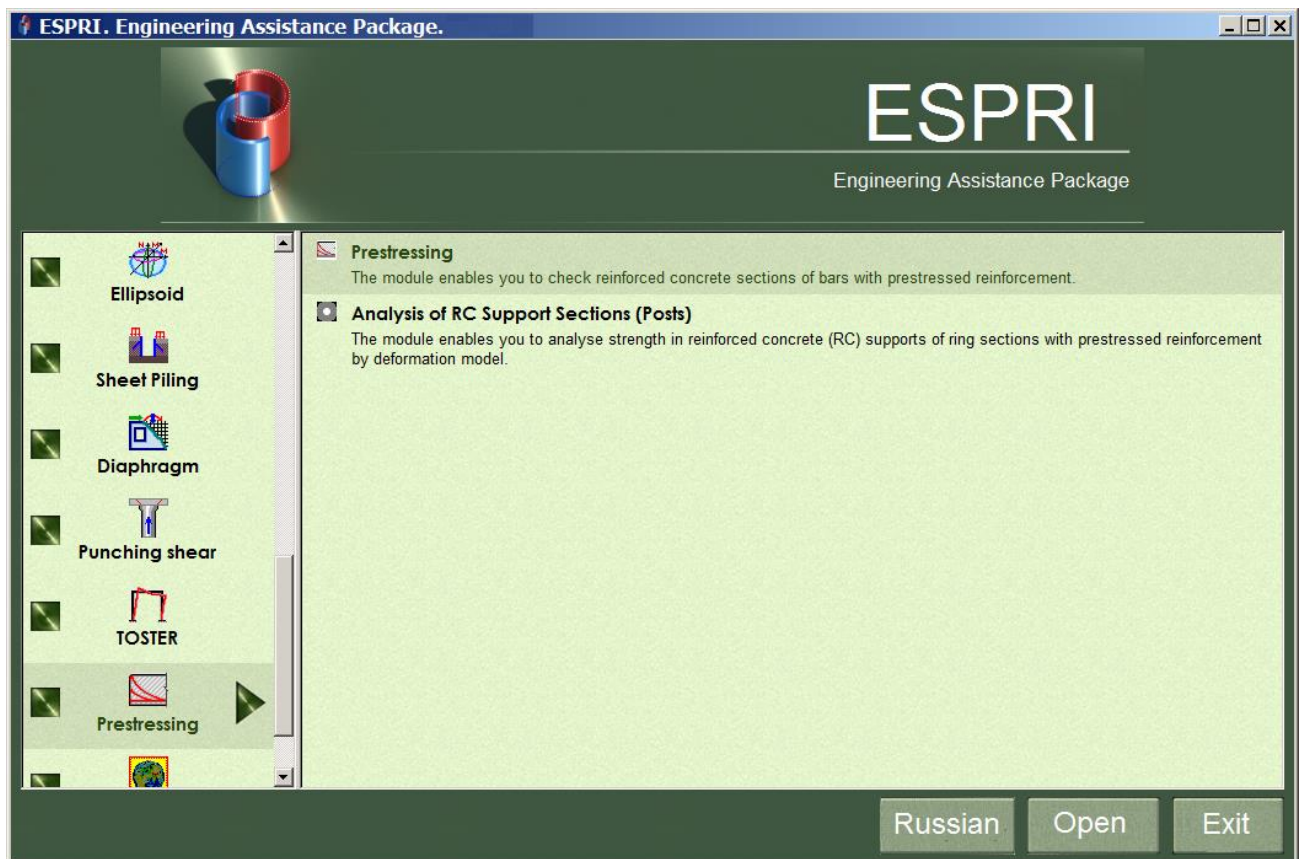 ESPRI. Engineering Assistance Package.
ESPRI
Engineering Assistance Package
Ellipsoid
Sheet Piling
Diaphragm
Punching shear
TOSTER
Prestressing
Prestressing
The module enables you to check reinforced concrete sections of bars with prestressed reinforcement.
Analysis of RC Support Sections (Posts)
The module enables you to analyse strength in reinforced concrete (RC) supports of ring sections with prestressed reinforcement
by deformation model.
Russian
Open
Exit